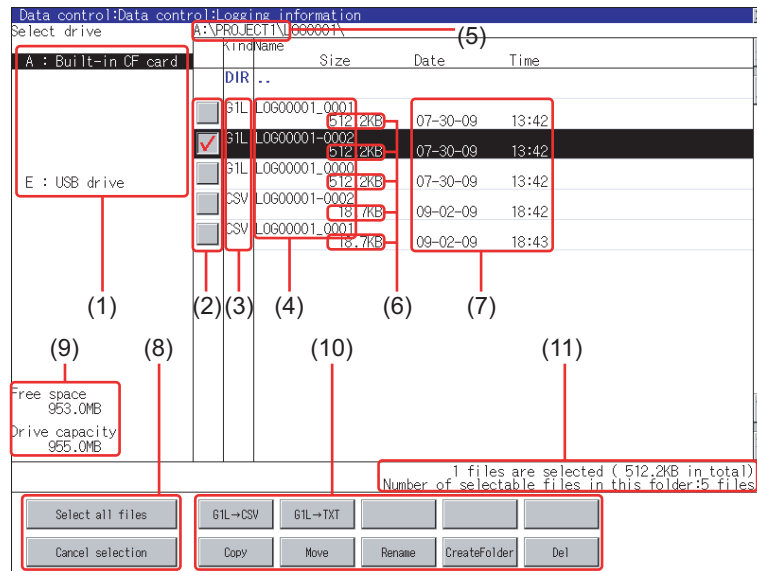 Data control:Data control:Logging information
Select drive A:\PROJECT1\LOG00001\
(5)
Kind Name
Size Date Time
A : Built-in CF card
DIR ..
G1L LOG00001_0001
512.2KB 07-30-09 13:42
G1L LOG00001-0002
512.2KB 07-30-09 13:42
G1L LOG00001_0000
512.2KB 07-30-09 13:42
E : USB drive
CSV LOG00001-0002
18.7KB 09-02-09 18:42
CSV LOG00001_0001
18.7KB 09-02-09 18:43
(1) (2) (3) (4) (6) (7)
(9) (8) (10) (11)
Free space
953.0MB
Drive capacity
955.0MB
1 files are selected ( 512.2KB in total)
Number of selectable files in this folder:5 files
Select all files G1L→CSV G1L→TXT
Cancel selection Copy Move Rename CreateFolder Del